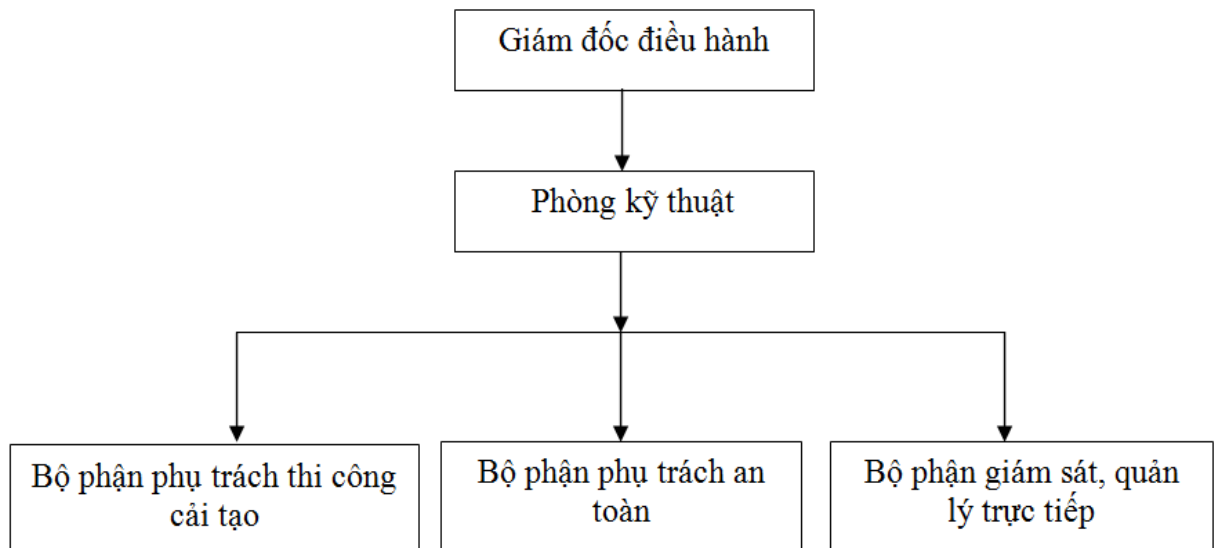 Giám đốc điều hành
Phòng kỹ thuật
Bộ phận phụ trách thi công
cải tạo
Bộ phận phụ trách an
toàn
Bộ phận giám sát, quản
lý trực tiếp